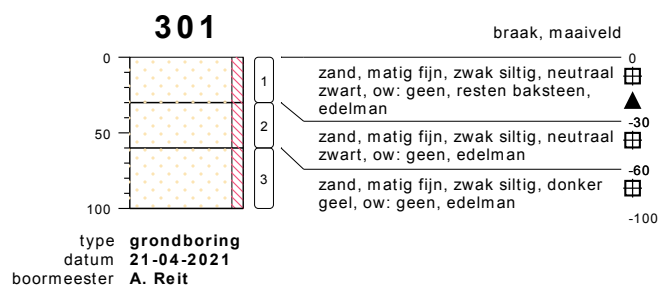 301
braak, maaiveld
0
0
1
zand, matig fijn, zwak siltig, neutraal
zwart, ow: geen, resten baksteen,
edelman
-30
2
50
zand, matig fijn, zwak siltig, neutraal
zwart, ow: geen, edelman
-60
3
zand, matig fijn, zwak siltig, donker
geel, ow: geen, edelman
100
-100
type grondboring
datum 21-04-2021
boormeester A. Reit